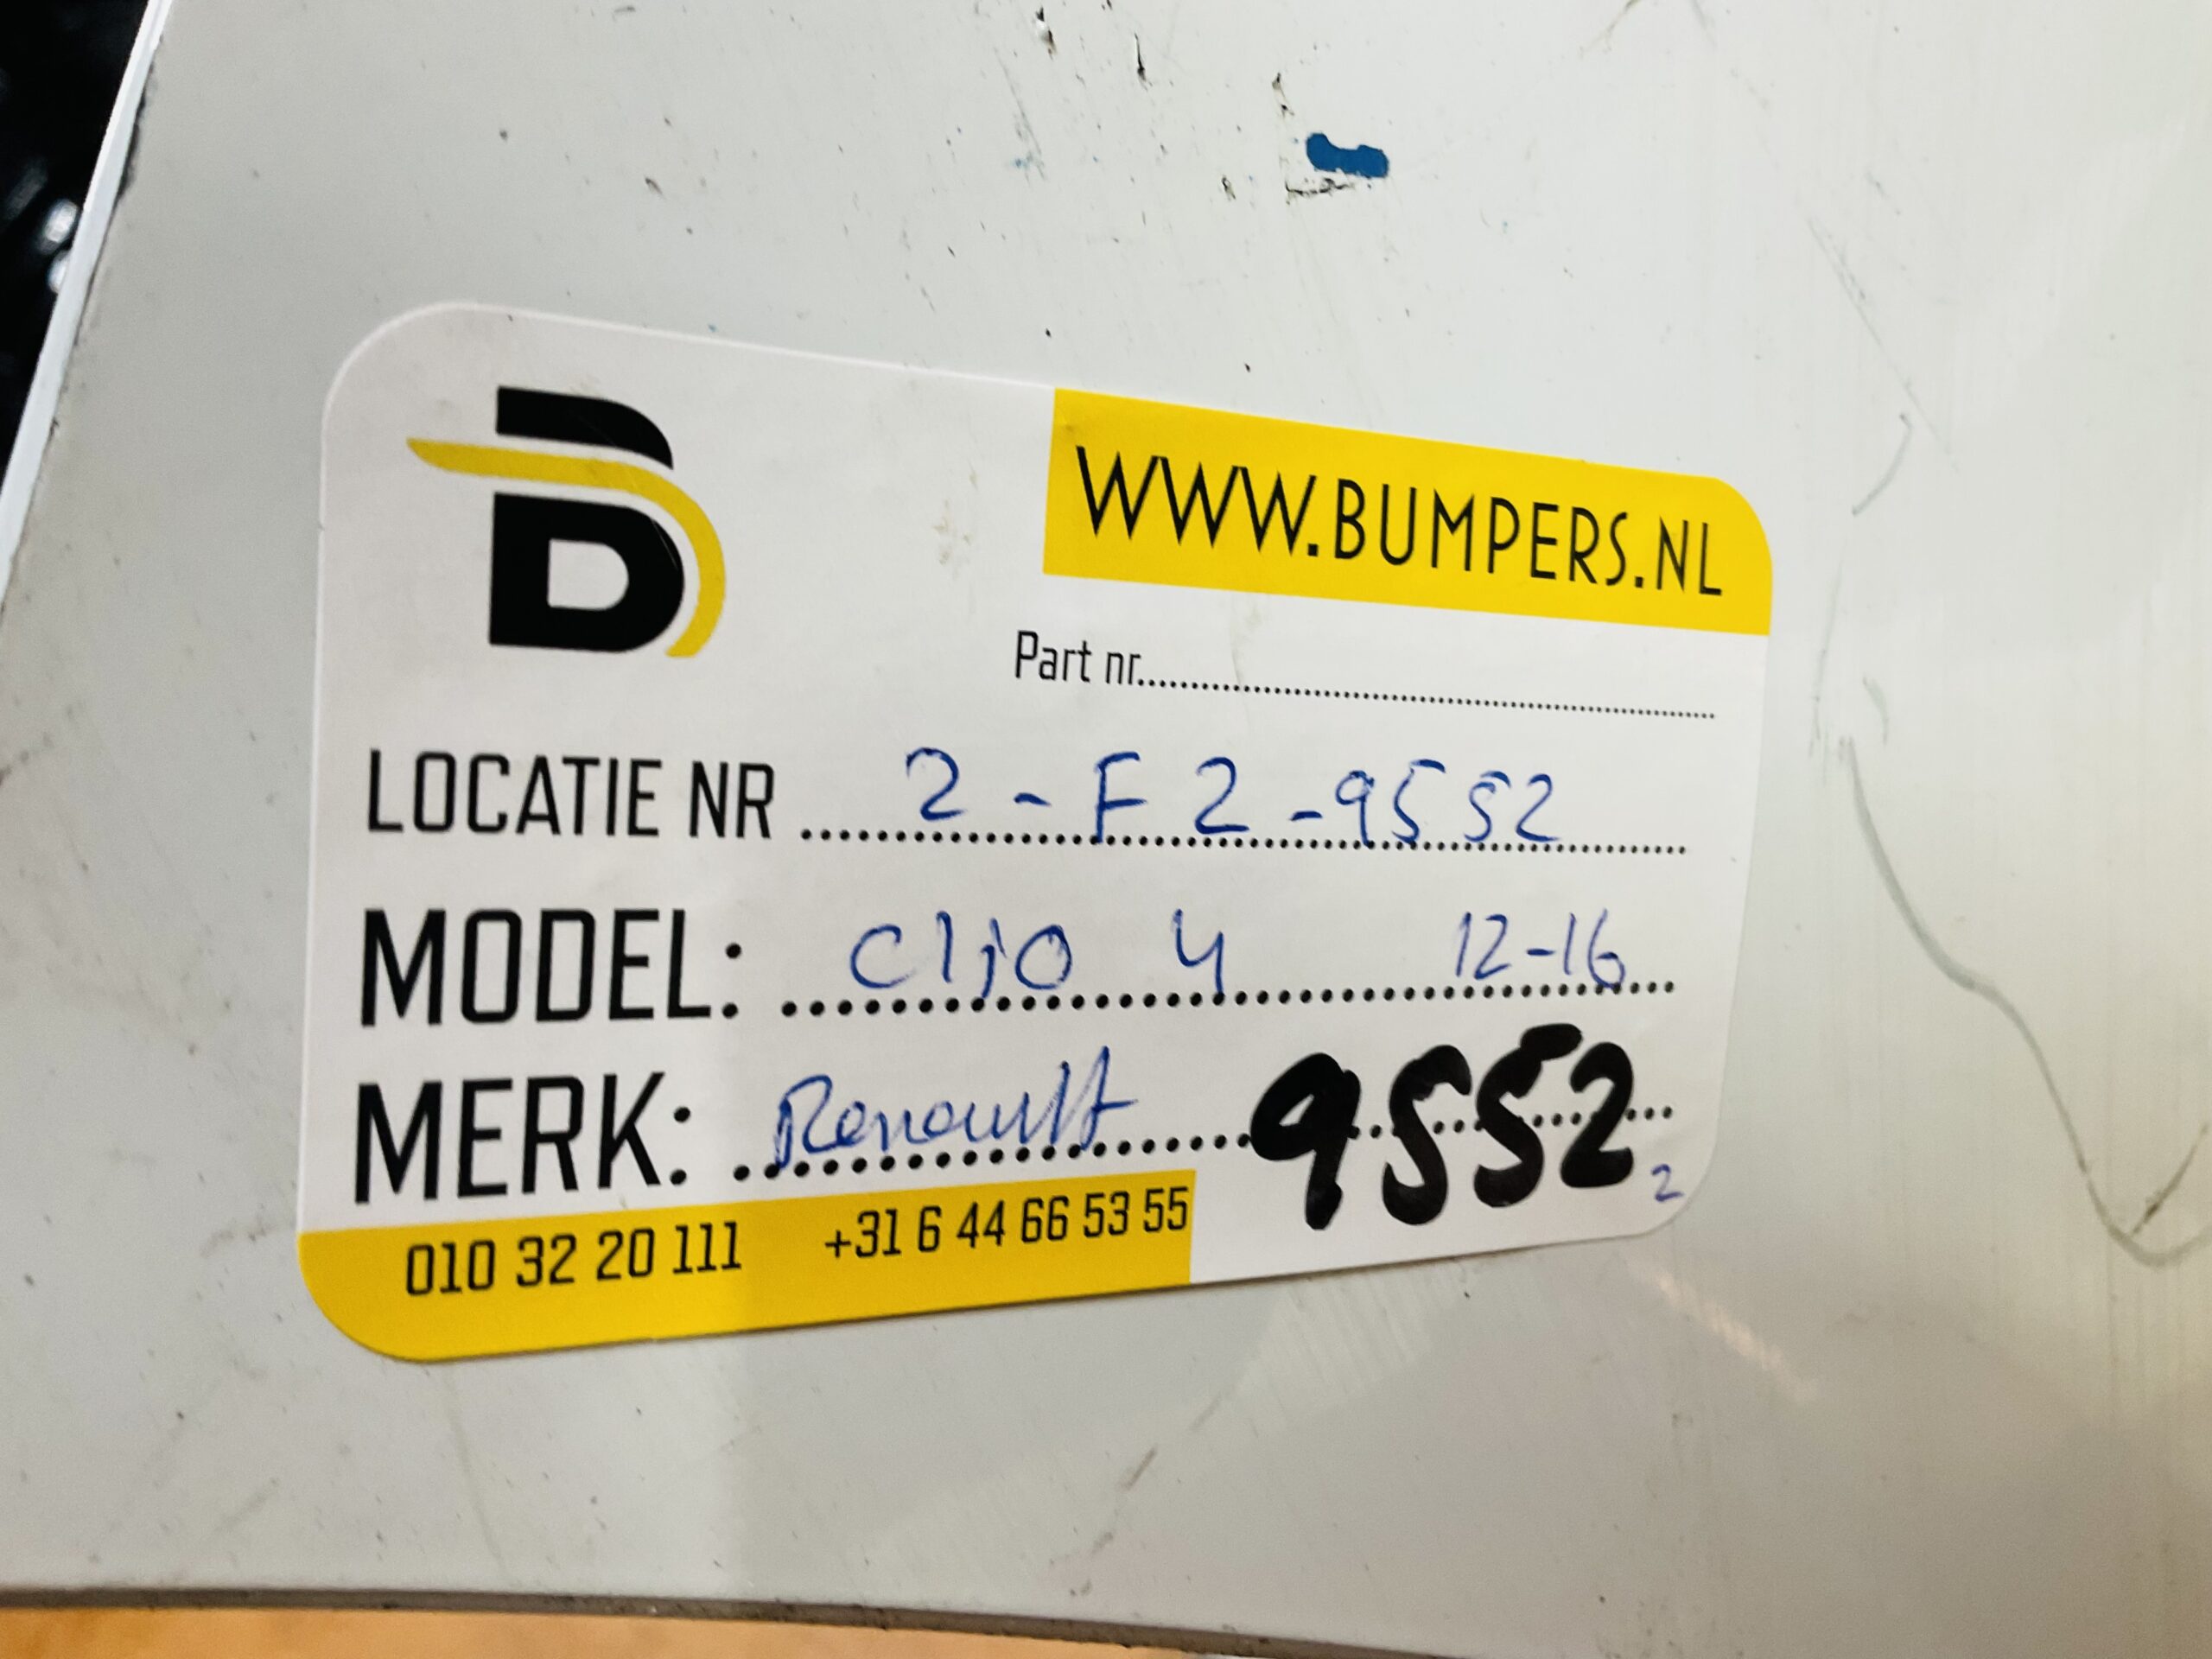 B
WWW.BUMPERS.NL
Part nr.
LOCATIE NR 2-F2-9552
MODEL: Clio 4 12-16
MERK: Renault 9552
2
010 32 20 111 +31 6 44 66 53 55